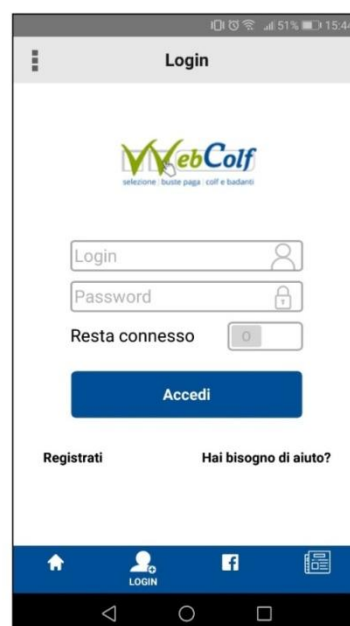 51% 15:44
Login
WebColf
selezione | buste paga | colf e badanti
Login
Password
Resta connesso
O
Accedi
Registrati
Hai bisogno di aiuto?
f
LOGIN